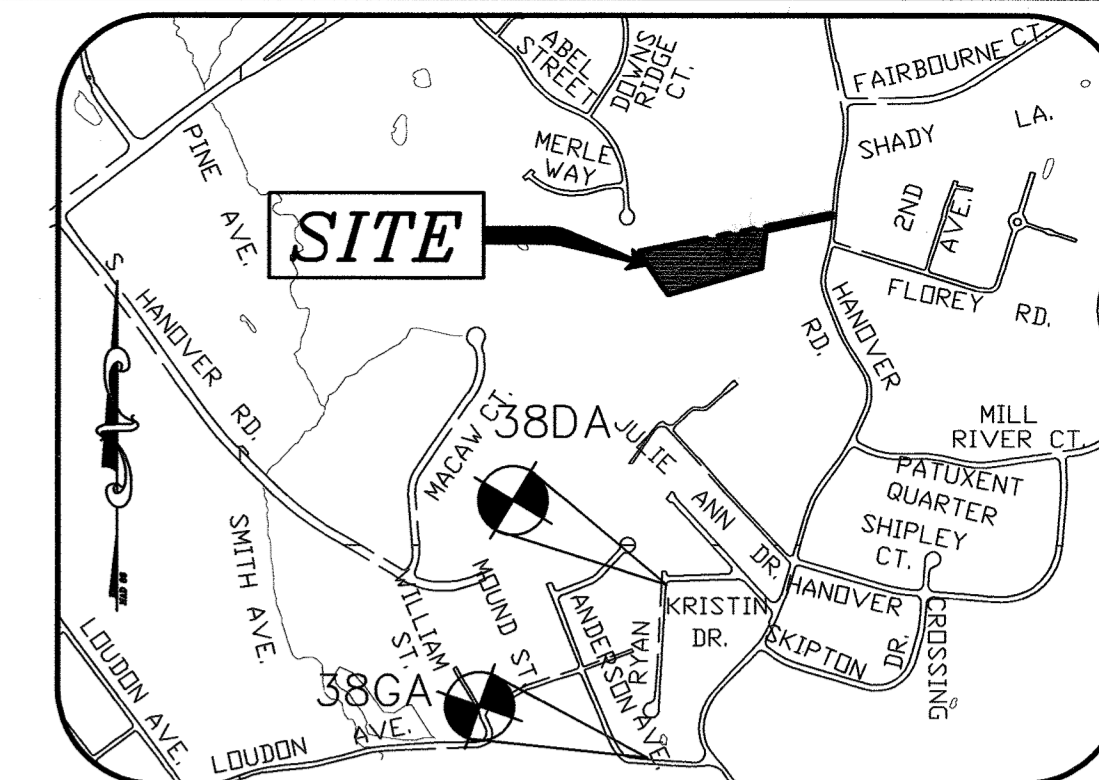 ABEL
STREET
DOWNS
RIDGE
CT.
FAIRBOURNE CT.
LA.
SHADY
MERLE
WAY
PINE
AVE.
2ND
AVE.
SITE
FLOREY
RD.
S
HANOVER
RD.
HANOVER
RD.
MACAW CT.
38DA
JULIE
ANN
DR.
MILL
RIVER CT.
PATUXENT
QUARTER
SHIPLEY
CT.
SMITH AVE.
WILLIAM
ST.
MOUND ST
ANDERSON AVE.
RYAN
KRISTIN
DR.
HANOVER
CROSSING
SKIPTON
DR.
38GA
LOUDON AVE.
LOUDON
AVE.